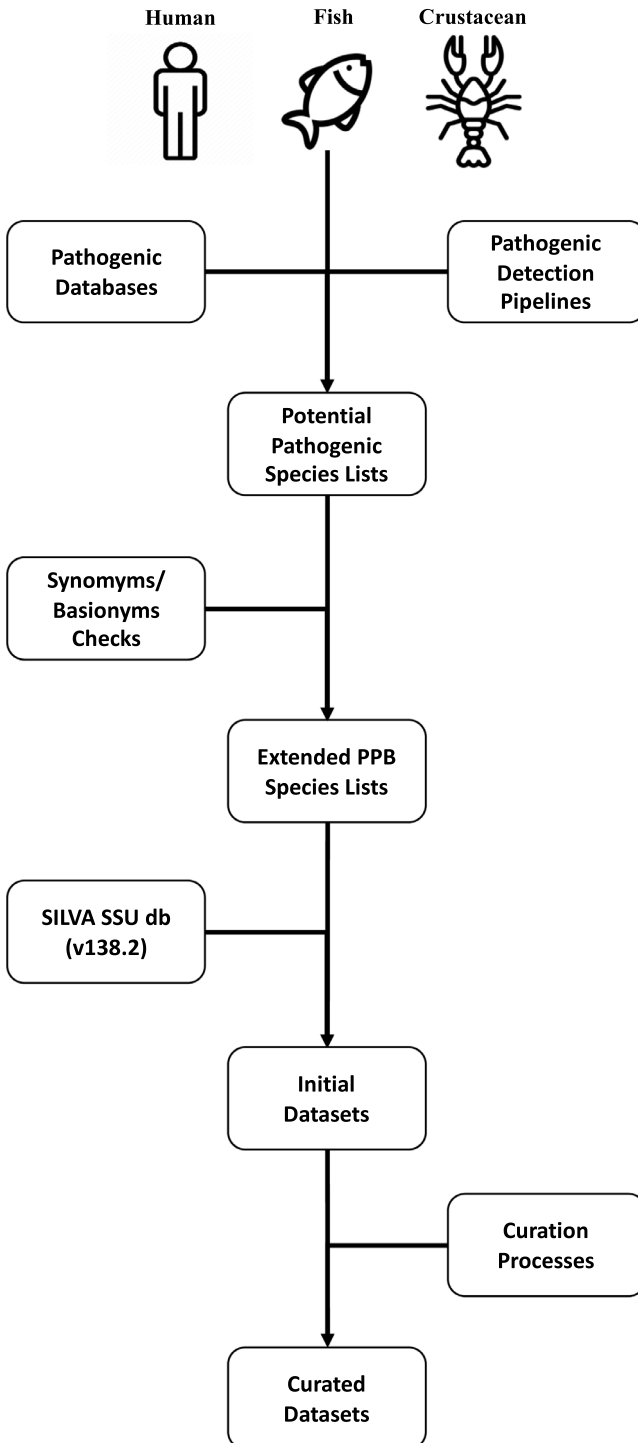 Human
Fish
Crustacean
Pathogenic
Databases
Pathogenic
Detection
Pipelines
Potential
Pathogenic
Species Lists
Synomyms/
Basionyms
Checks
Extended PPB
Species Lists
SILVA SSU db
(v138.2)
Initial
Datasets
Curation
Processes
Curated
Datasets